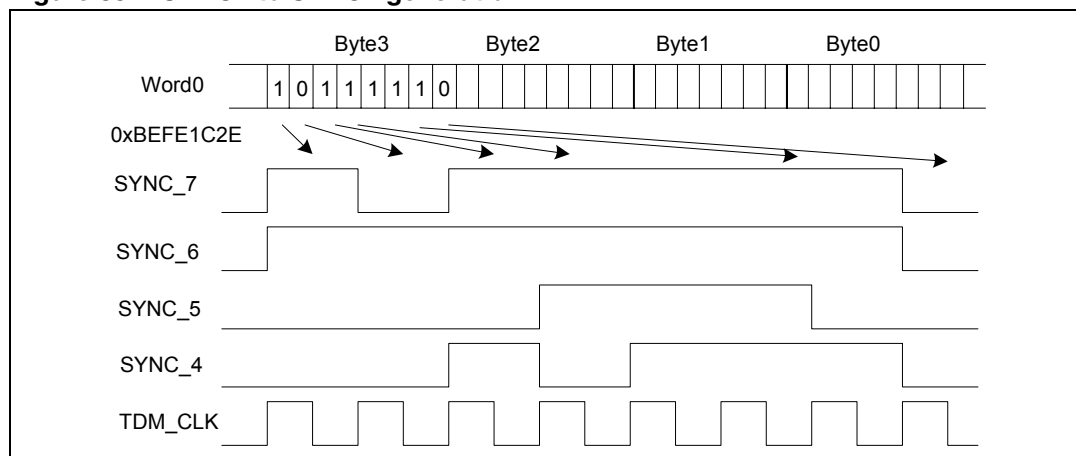 Byte3 Byte2 Byte1 Byte0
Word0 1 0 1 1 1 1 1 0
0xBEFE1C2E
SYNC_7
SYNC_6
SYNC_5
SYNC_4
TDM_CLK